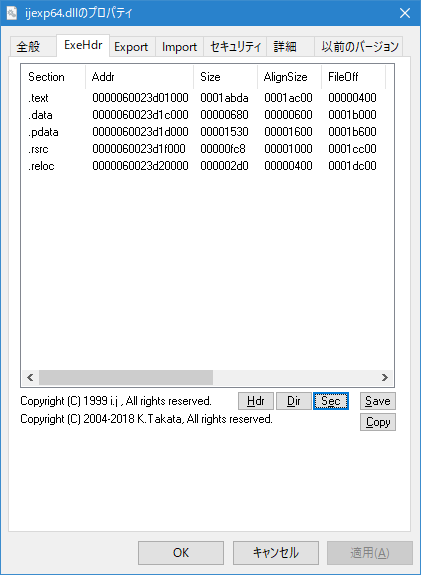 ijexp64.dllのプロパティ
全般 ExeHdr Export Import セキュリティ 詳細 以前のバージョン
Section Addr Size AlignSize FileOff
.text 0000060023d01000 0001abda 0001ac00 00000400
.data 0000060023d1c000 00000680 00000600 0001b000
.pdata 0000060023d1d000 00001530 00001600 0001b600
.rsrc 0000060023d1f000 00000fc8 00001000 0001cc00
.reloc 0000060023d20000 000002d0 00000400 0001dc00
Copyright (C) 1999 i.j , All rights reserved. Hdr Dir Sec Save
Copyright (C) 2004-2018 K.Takata, All rights reserved. Copy
OK キャンセル 適用(A)